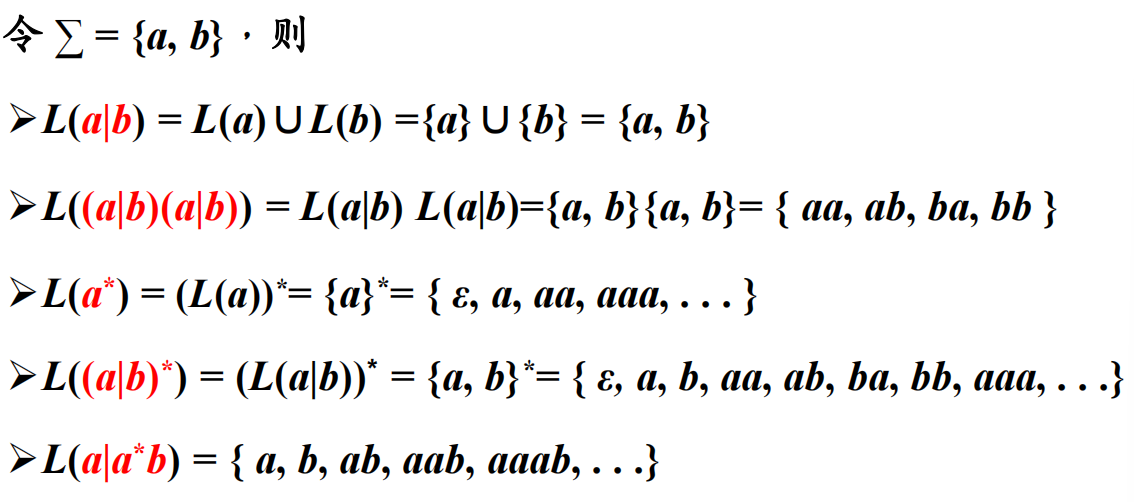 令 ∑ = {a, b}，则
➢L(a|b) = L(a)∪L(b) ={a}∪{b} = {a, b}
➢L((a|b)(a|b)) = L(a|b) L(a|b)={a, b}{a, b}= { aa, ab, ba, bb }
➢L(a*) = (L(a))*= {a}*= { ε, a, aa, aaa, . . . }
➢L((a|b)*) = (L(a|b))* = {a, b}*= { ε, a, b, aa, ab, ba, bb, aaa, . . .}
➢L(a|a*b) = { a, b, ab, aab, aaab, . . .}